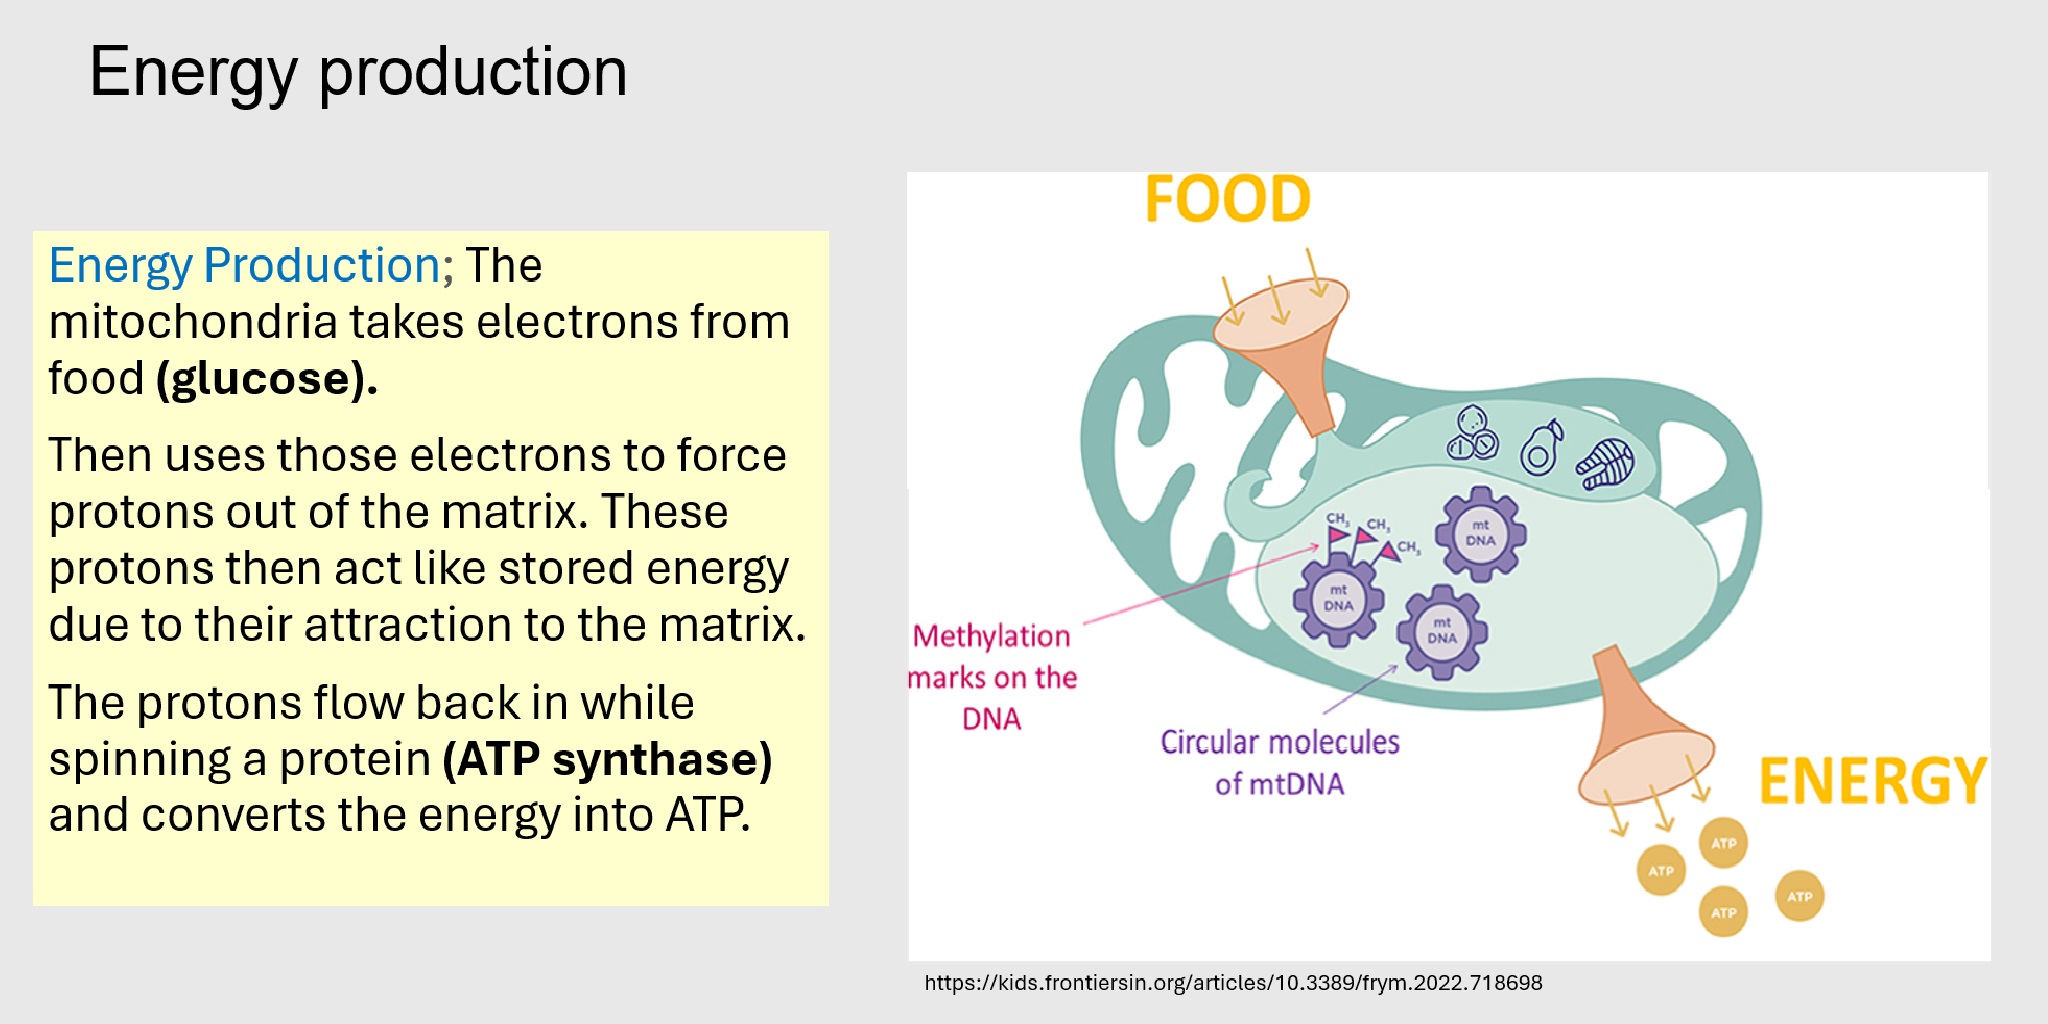 Energy production
Energy Production; The
mitochondria takes electrons from
food (glucose).
Then uses those electrons to force
protons out of the matrix. These
protons then act like stored energy
due to their attraction to the matrix.
The protons flow back in while
spinning a protein (ATP synthase)
and converts the energy into ATP.
FOOD
CH₃
CH₃
CH₃
mt
DNA
mt
DNA
mt
DNA
Methylation
marks on the
DNA
Circular molecules
of mtDNA
ENERGY
ATP
ATP
ATP
ATP
https://kids.frontiersin.org/articles/10.3389/frym.2022.718698